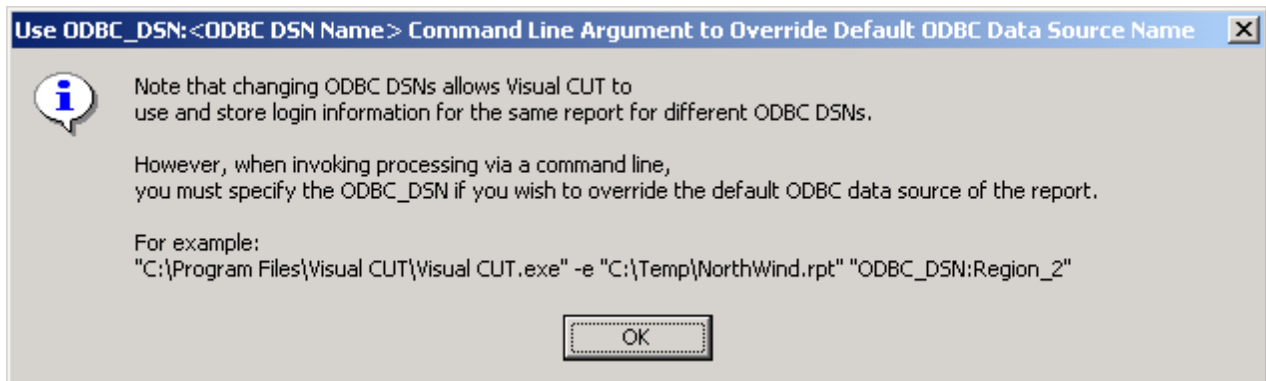 Use ODBC_DSN:<ODBC DSN Name> Command Line Argument to Override Default ODBC Data Source Name
Note that changing ODBC DSNs allows Visual CUT to
use and store login information for the same report for different ODBC DSNs.
However, when invoking processing via a command line,
you must specify the ODBC_DSN if you wish to override the default ODBC data source of the report.
For example:
"C:\Program Files\Visual CUT\Visual CUT.exe" -e "C:\Temp\NorthWind.rpt" "ODBC_DSN:Region_2"
OK